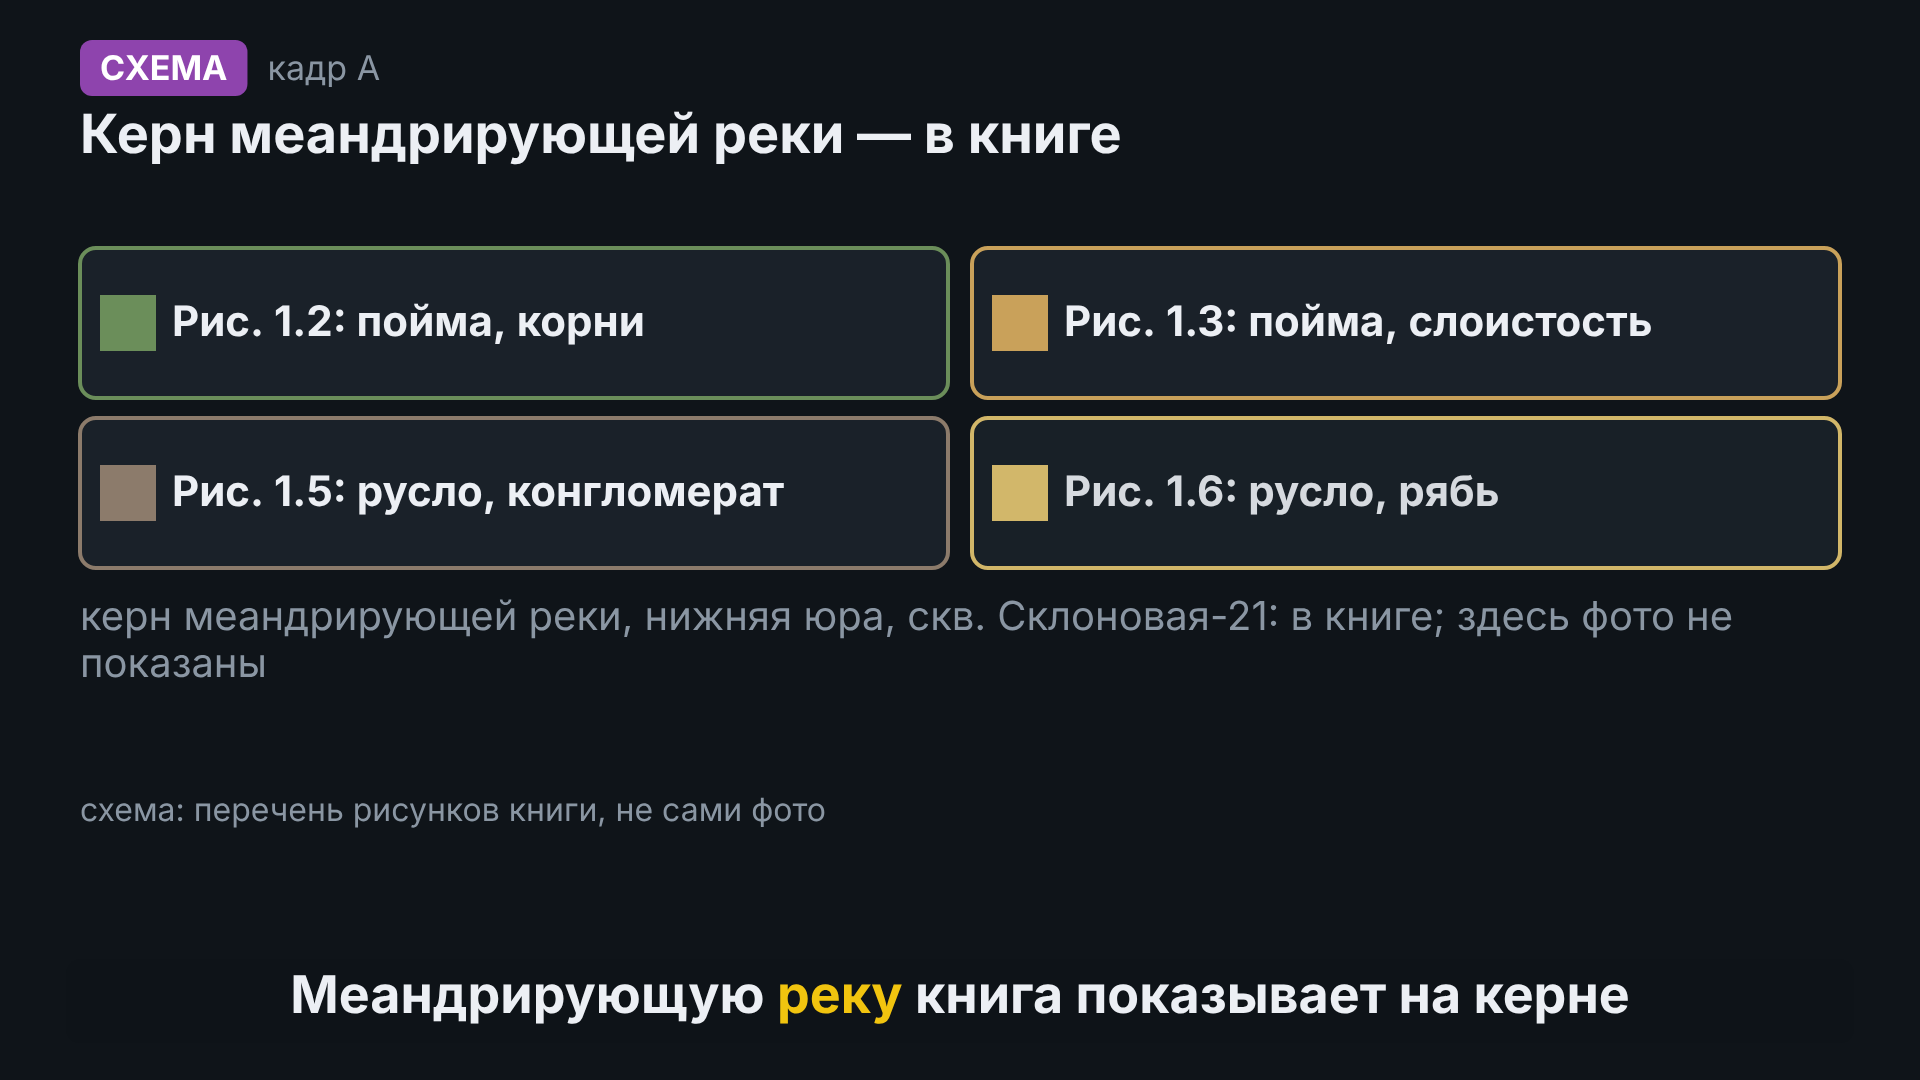 СХЕМА кадр А
Керн меандрирующей реки — в книге
Рис. 1.2: пойма, корни
Рис. 1.3: пойма, слоистость
Рис. 1.5: русло, конгломерат
Рис. 1.6: русло, рябь
керн меандрирующей реки, нижняя юра, скв. Склоновая-21: в книге; здесь фото не
показаны
схема: перечень рисунков книги, не сами фото
Меандрирующую реку книга показывает на керне